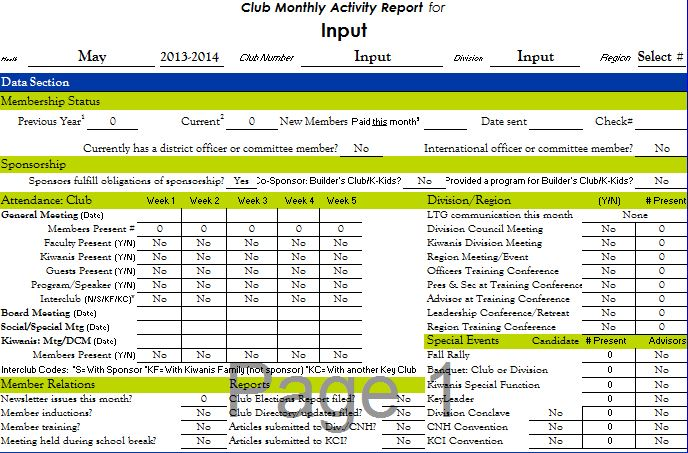 Club Monthly Activity Report for
Input
Month May 2013-2014 Club Number Input Division Input Region Select #
Data Section
Membership Status
Previous Year¹ 0 Current² 0 New Members Paid this month³ Date sent Check#
Currently has a district officer or committee member? No International officer or committee member? No
Sponsorship
Sponsors fulfill obligations of sponsorship? Yes Co-Sponsor: Builder's Club/K-Kids? No Provided a program for Builder's Club/K-Kids? No
Attendance: Club Week 1 Week 2 Week 3 Week 4 Week 5 Division/Region (Y/N) # Present
General Meeting (Date) LTG communication this month None
Members Present # 0 0 0 0 0 Division Council Meeting No 0
Faculty Present (Y/N) No No No No No Kiwanis Division Meeting No 0
Kiwanis Present (Y/N) No No No No No Region Meeting/Event No 0
Guests Present (Y/N) No No No No No Officers Training Conference No 0
Program/Speaker (Y/N) No No No No No Pres & Sec at Training Conference No 0
Interclub (N/S/KF/KC)* No No No No No Advisor at Training Conference No 0
Board Meeting (Date) Leadership Conference/Retreat No 0
Social/Special Mtg (Date) Region Training Conference No 0
Kiwanis: Mtg/DCM (Date) Special Events Candidate # Present Advisors
Members Present (Y/N) No No No No No Fall Rally 0 No
Interclub Codes: *S=With Sponsor *KF=With Kiwanis Family (not sponsor) *KC=With another Key Club Banquet: Club or Division 0 No
Member Relations Reports Kiwanis Special Function 0 No
Newsletter issues this month? 0 Club Election Report filed? No KeyLeader 0 No
Member inductions? No Club Directory Updates filed? No Division Conclave No 0 No
Member training? No Articles submitted to Div/CNH? No CNH Convention No 0 No
Meeting held during school break? No Articles submitted to KCI? No KCI Convention No 0 No
Page 1